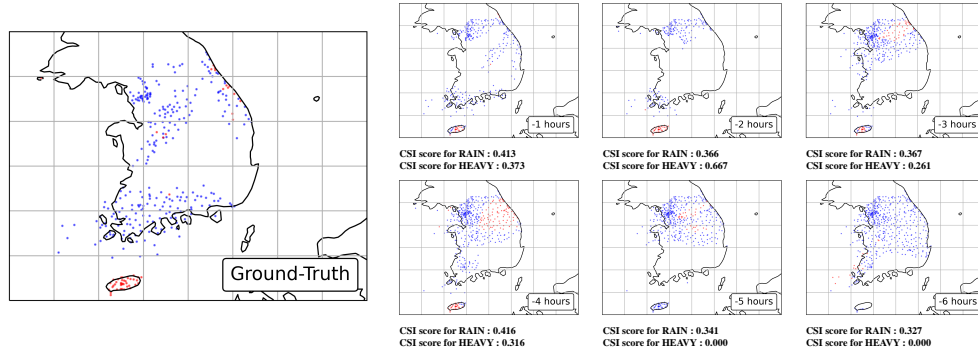 Ground-Truth
-1 hours
CSI score for RAIN : 0.413
CSI score for HEAVY : 0.373
-2 hours
CSI score for RAIN : 0.366
CSI score for HEAVY : 0.667
-3 hours
CSI score for RAIN : 0.367
CSI score for HEAVY : 0.261
-4 hours
CSI score for RAIN : 0.416
CSI score for HEAVY : 0.316
-5 hours
CSI score for RAIN : 0.341
CSI score for HEAVY : 0.000
-6 hours
CSI score for RAIN : 0.327
CSI score for HEAVY : 0.000